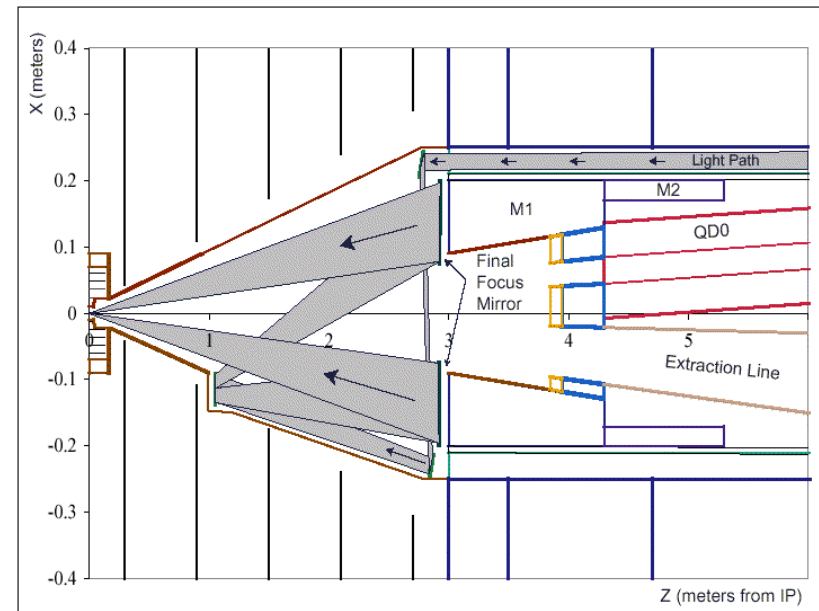 X (meters)
0.4
0.3
0.2
0.1
0
-0.1
-0.2
-0.3
-0.4
0
1
2
3
4
5
Light Path
M1
M2
QD0
Final
Focus
Mirror
Extraction Line
Z (meters from IP)